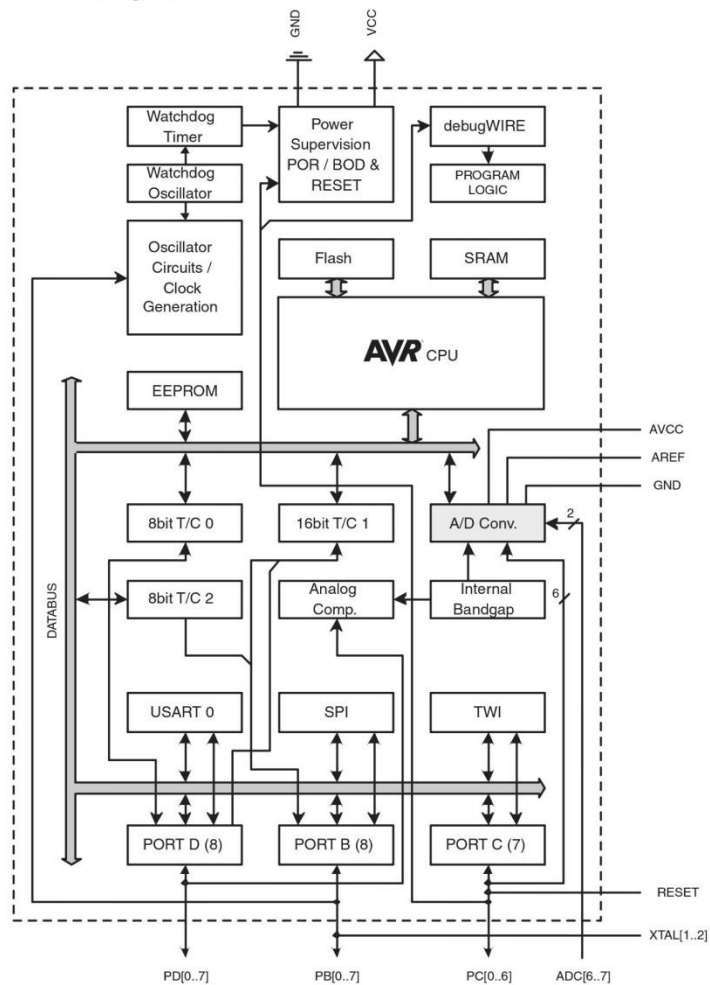 GND
VCC
Watchdog
Timer
Power
Supervision
POR / BOD &
RESET
debugWIRE
Watchdog
Oscillator
PROGRAM
LOGIC
Oscillator
Circuits /
Clock
Generation
Flash
SRAM
AVR CPU
EEPROM
AVCC
AREF
GND
8bit T/C 0
16bit T/C 1
A/D Conv.
2
DATABUS
8bit T/C 2
Analog
Comp.
Internal
Bandgap
6
USART 0
SPI
TWI
PORT D (8)
PORT B (8)
PORT C (7)
RESET
XTAL[1..2]
PD[0..7]
PB[0..7]
PC[0..6]
ADC[6..7]